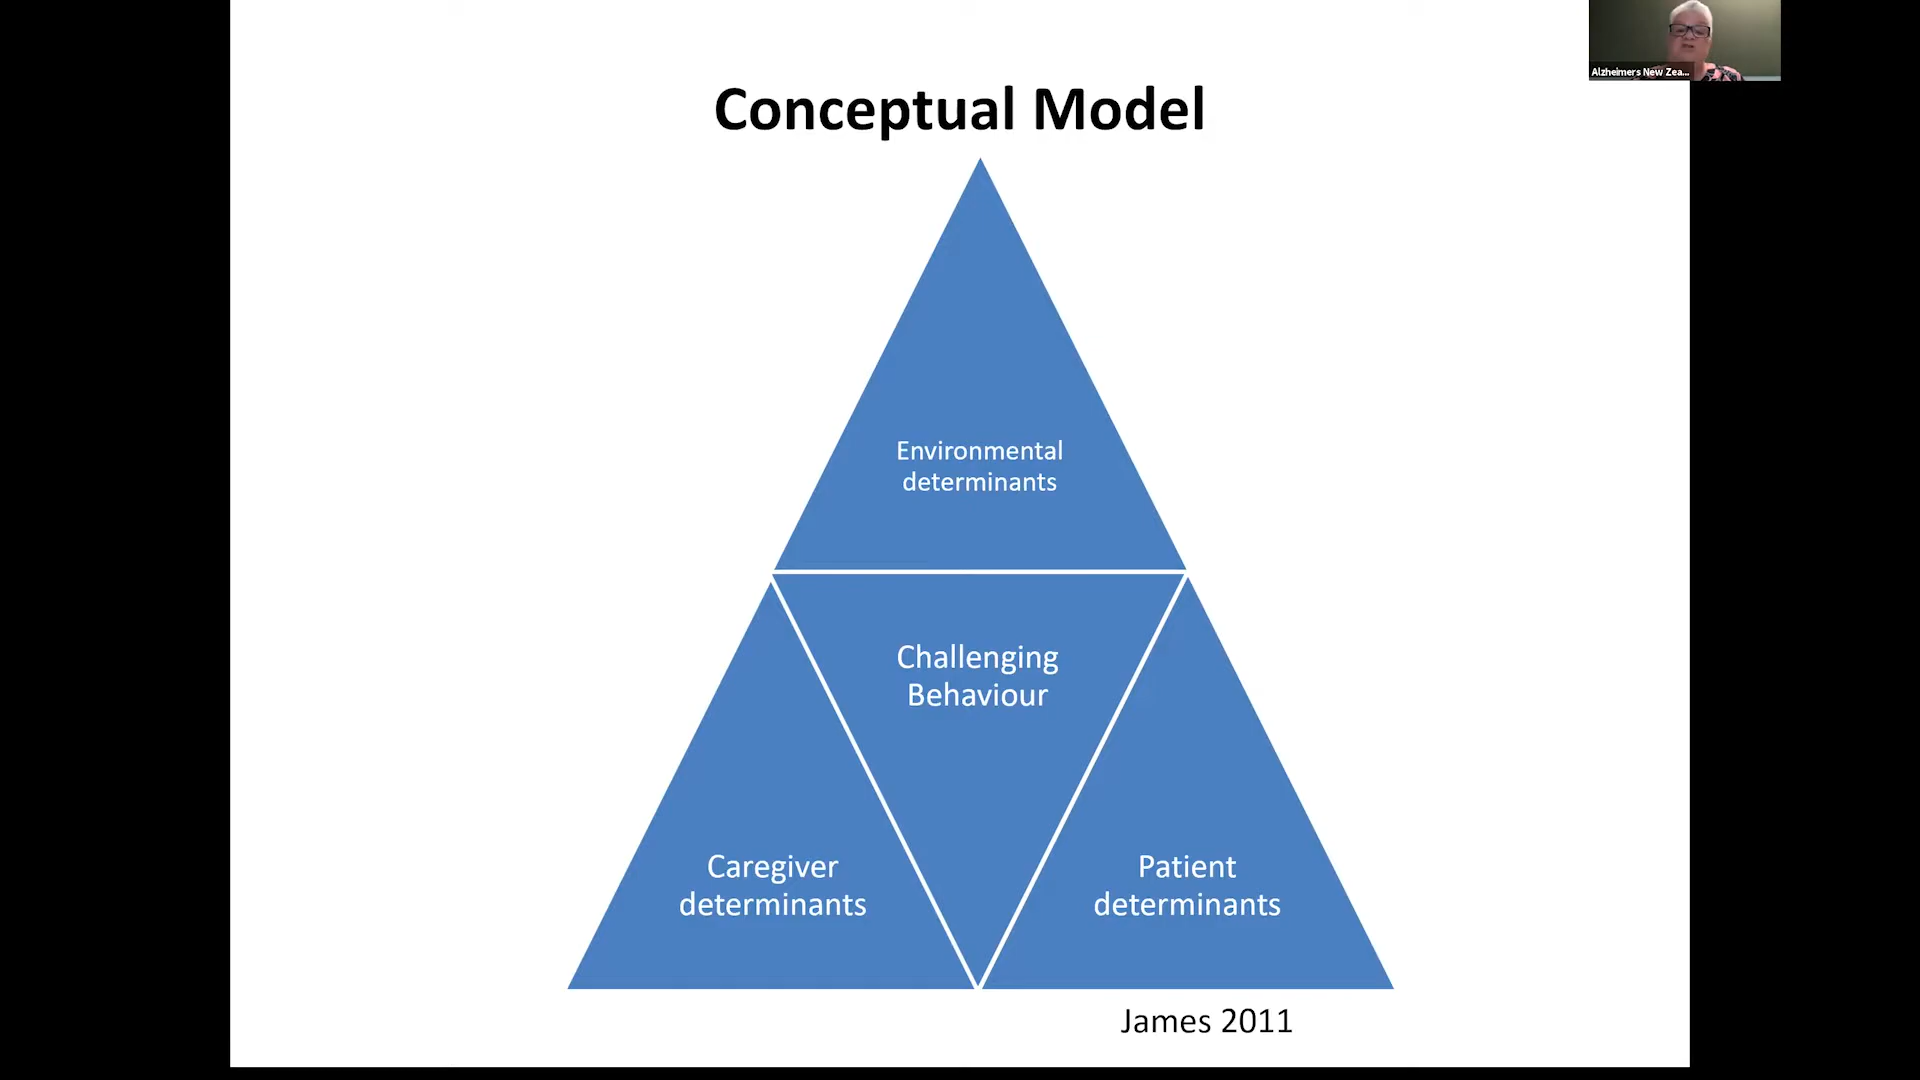 Alzheimers New Zea...
Conceptual Model
Environmental
determinants
Challenging
Behaviour
Caregiver
determinants
Patient
determinants
James 2011